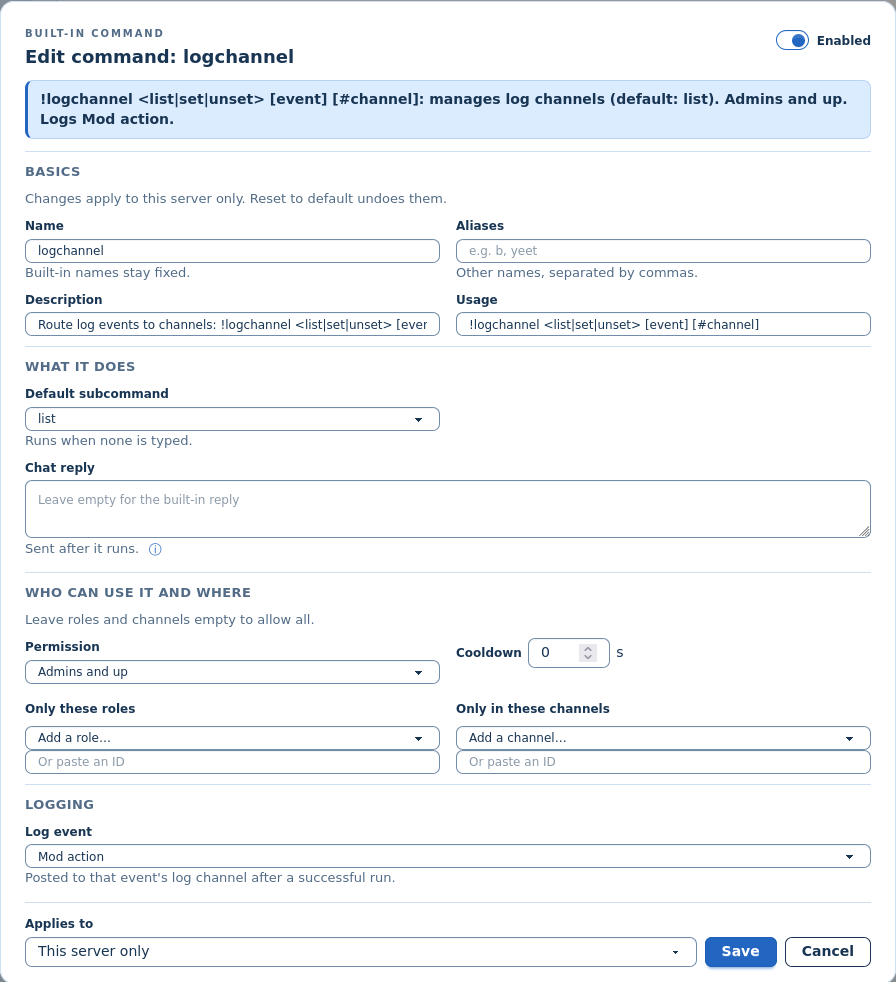 BUILT-IN COMMAND
Edit command: logchannel
Enabled
!logchannel <list|set|unset> [event] [#channel]: manages log channels (default: list). Admins and up.
Logs Mod action.
BASICS
Changes apply to this server only. Reset to default undoes them.
Name
Aliases
logchannel
e.g. b, yeet
Built-in names stay fixed.
Other names, separated by commas.
Description
Usage
Route log events to channels: !logchannel <list|set|unset> [ever
!logchannel <list|set|unset> [event] [#channel]
WHAT IT DOES
Default subcommand
list
Runs when none is typed.
Chat reply
Leave empty for the built-in reply
Sent after it runs. ⓘ
WHO CAN USE IT AND WHERE
Leave roles and channels empty to allow all.
Permission
Admins and up
Cooldown 0 s
Only these roles
Only in these channels
Add a role...
Add a channel...
Or paste an ID
Or paste an ID
LOGGING
Log event
Mod action
Posted to that event's log channel after a successful run.
Applies to
This server only
Save
Cancel